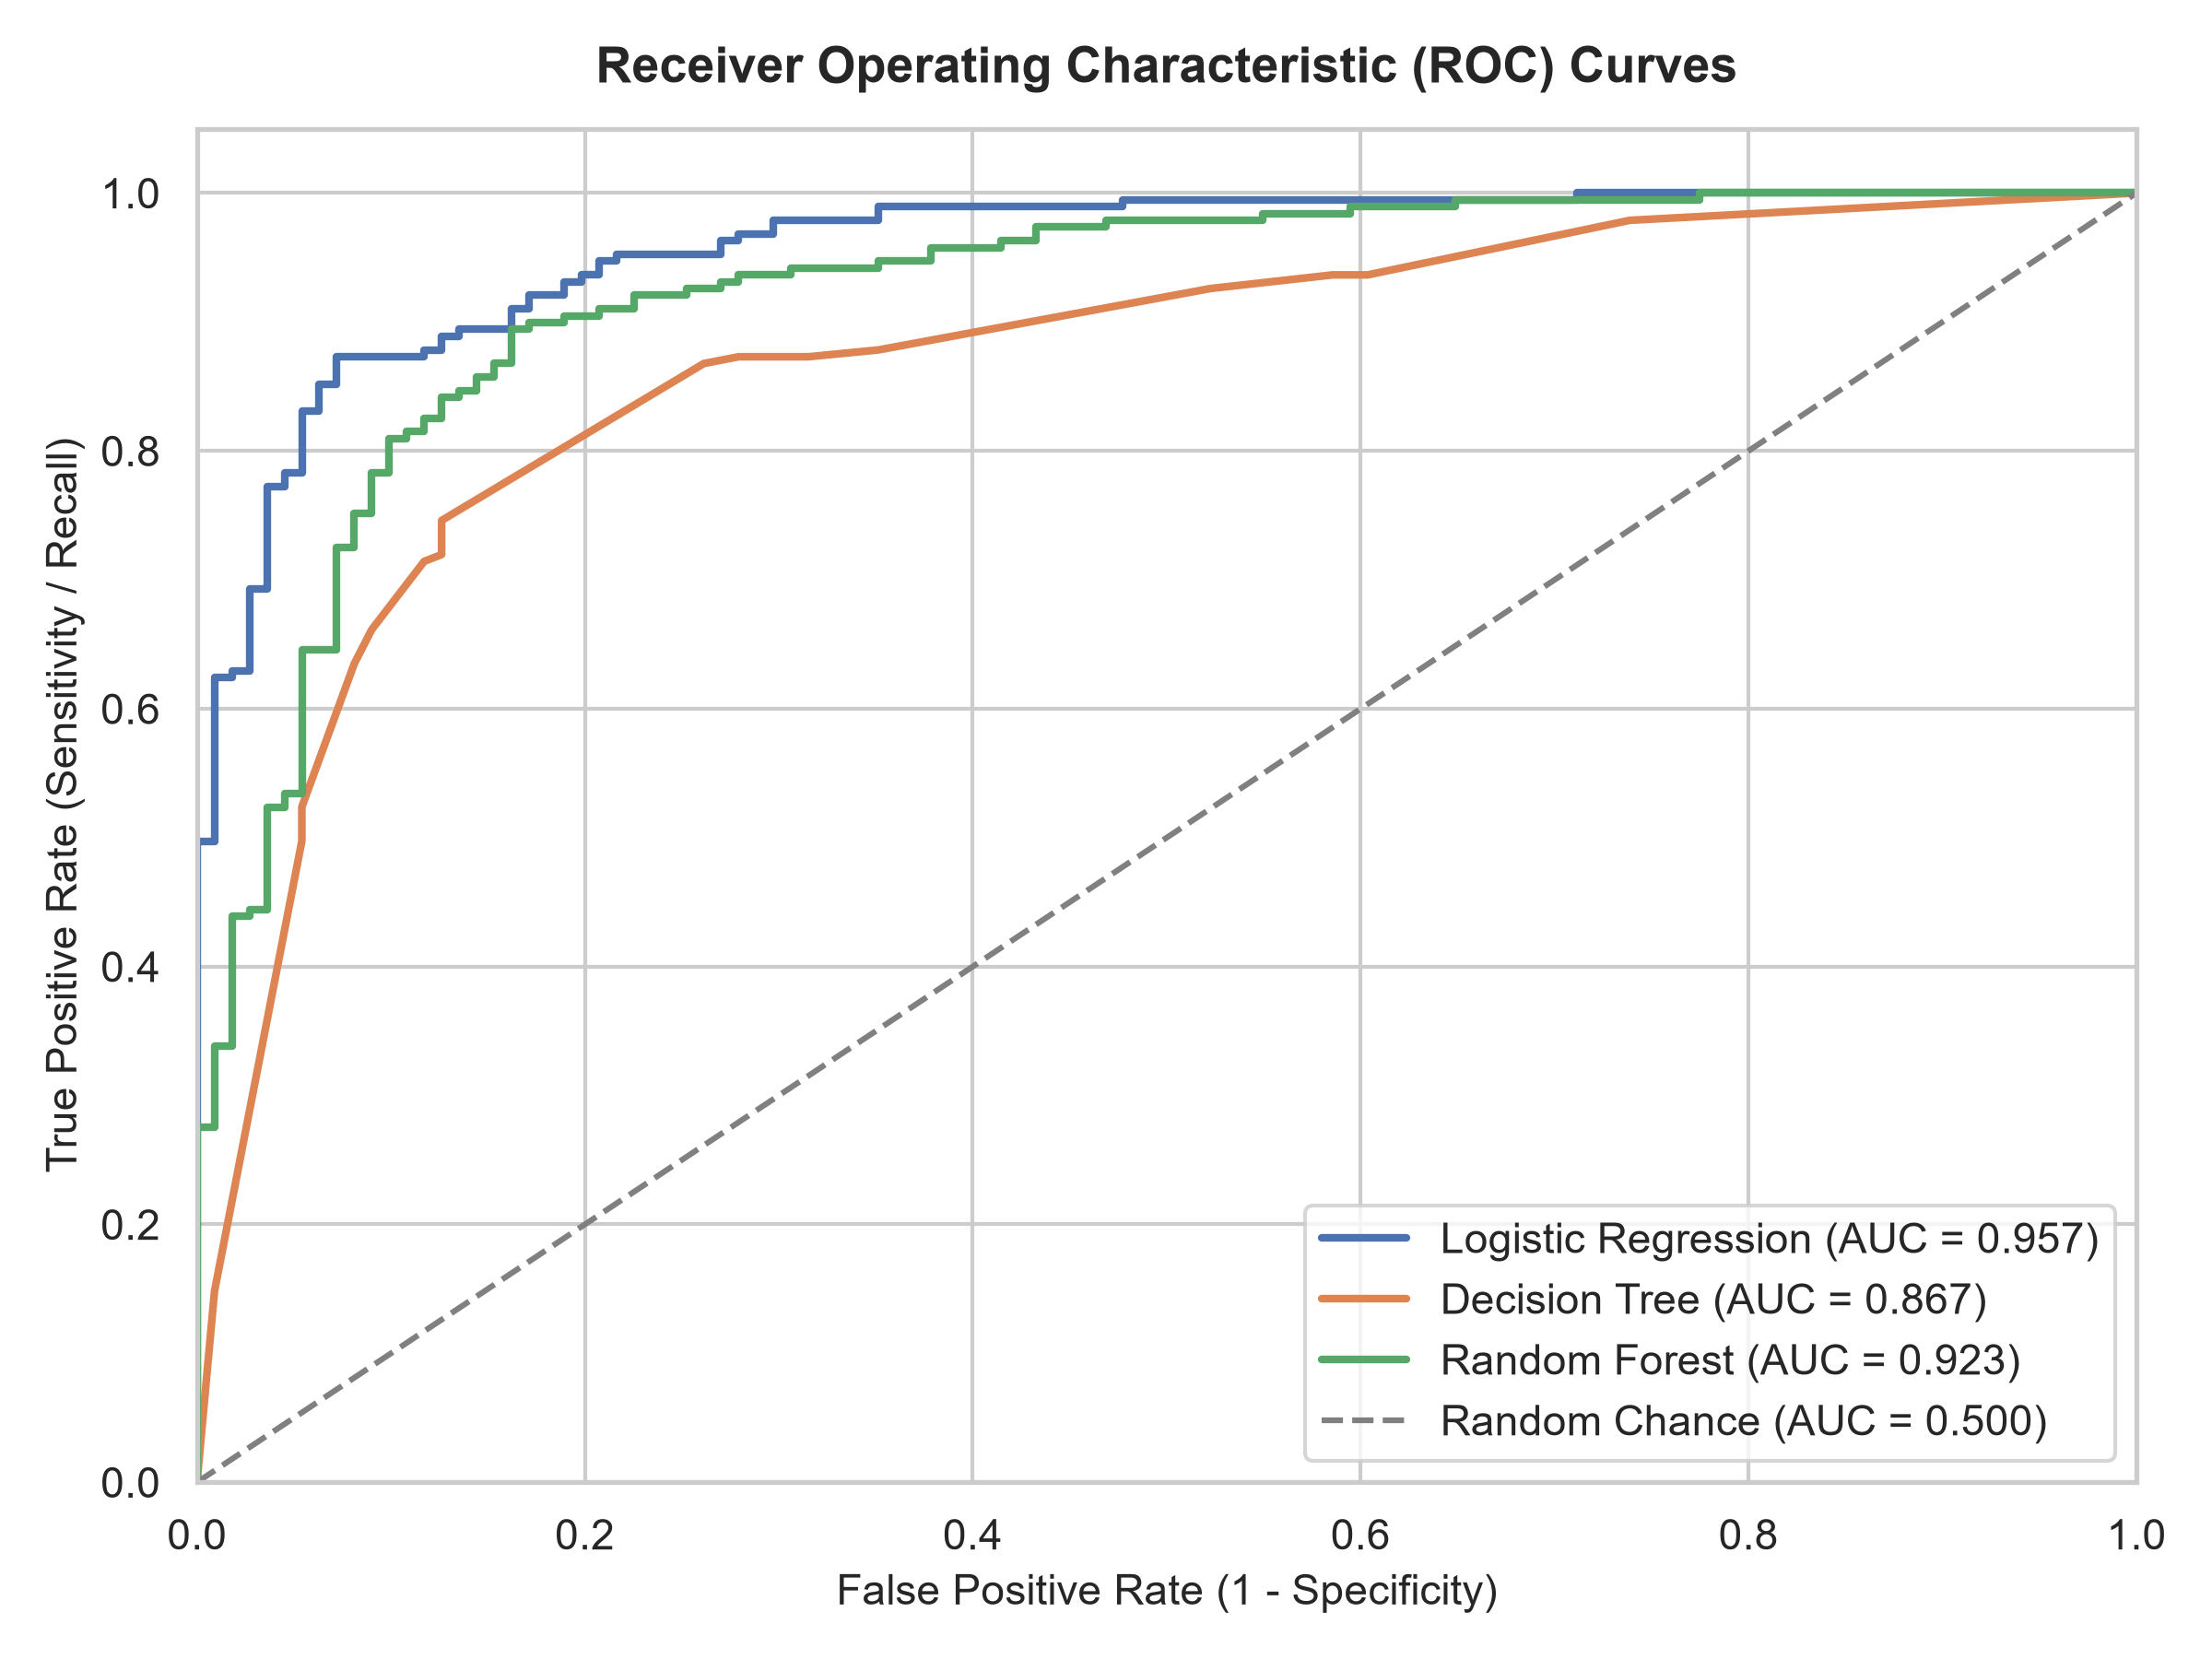 Receiver Operating Characteristic (ROC) Curves
True Positive Rate (Sensitivity / Recall)
1.0
0.8
0.6
0.4
0.2
0.0
Logistic Regression (AUC = 0.957)
Decision Tree (AUC = 0.867)
Random Forest (AUC = 0.923)
Random Chance (AUC = 0.500)
0.0 0.2 0.4 0.6 0.8 1.0
False Positive Rate (1 - Specificity)